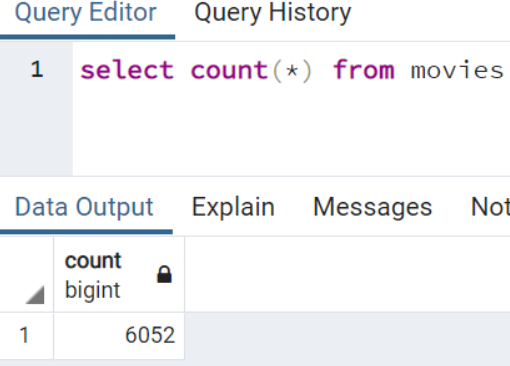 Query Editor Query History
1 select count(*) from movies
Data Output Explain Messages Not
count
bigint
1 6052